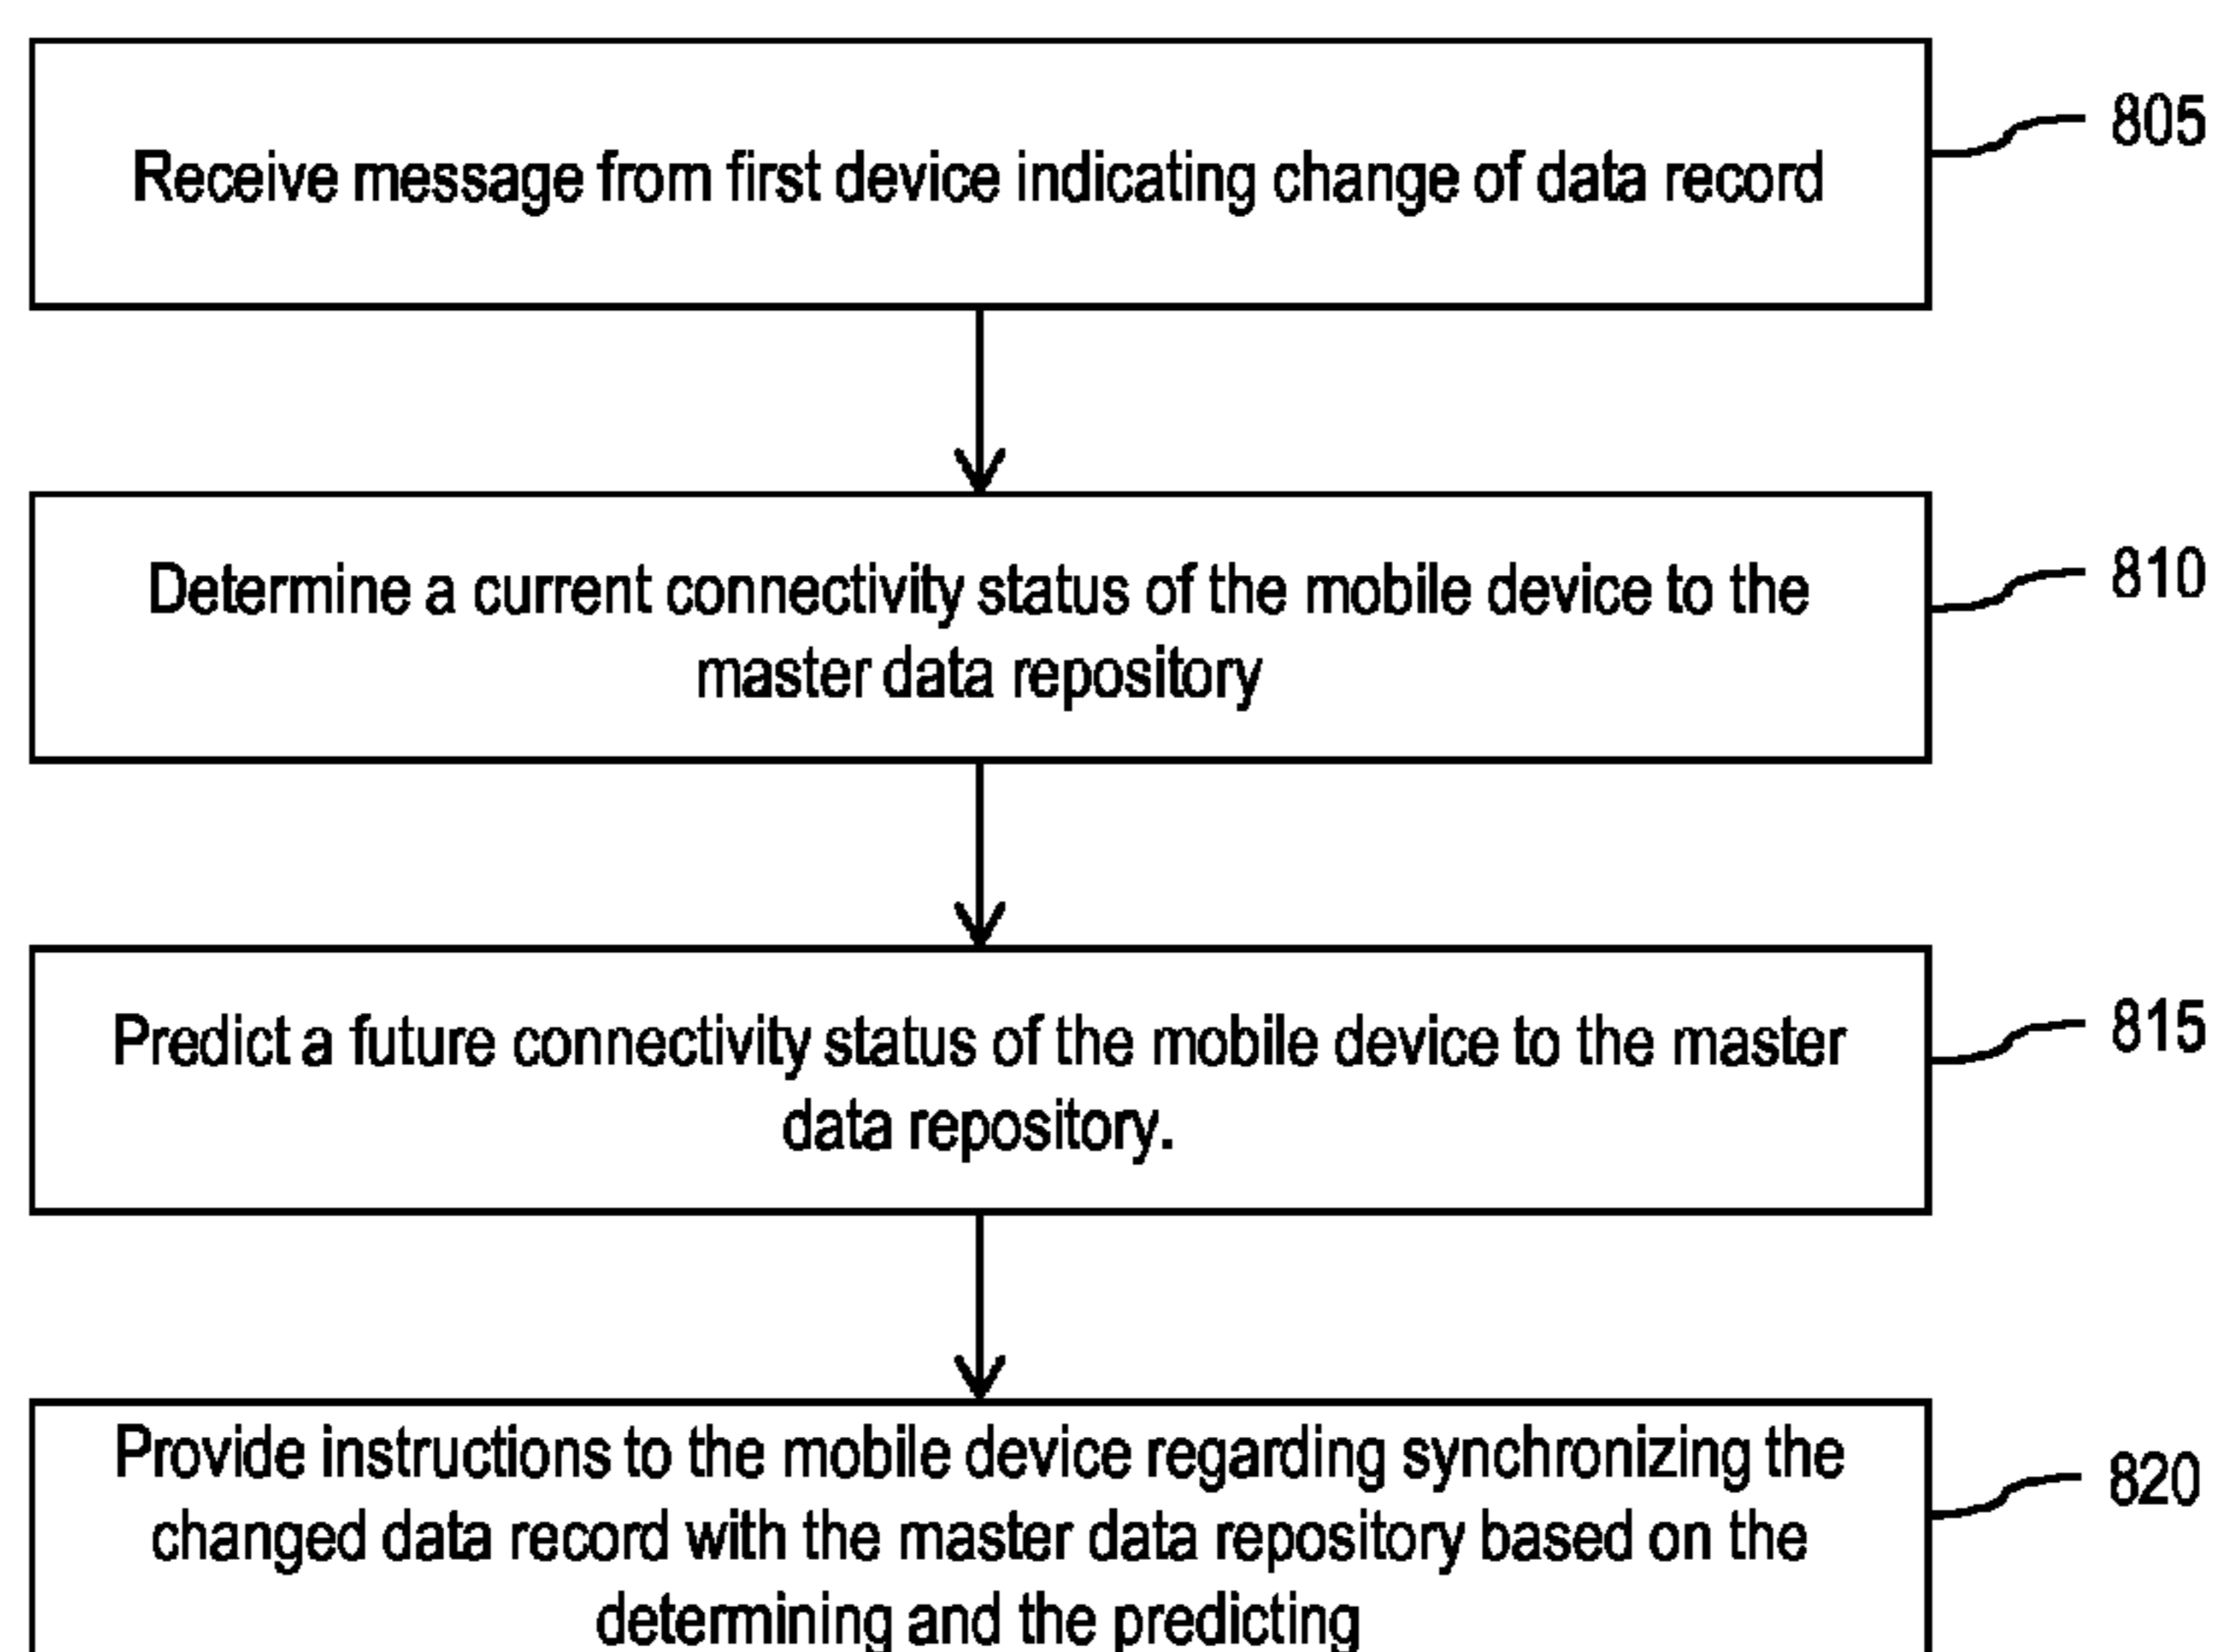 Receive message from first device indicating change of data record
805
Determine a current connectivity status of the mobile device to the
master data repository
810
Predict a future connectivity status of the mobile device to the master
data repository.
815
Provide instructions to the mobile device regarding synchronizing the
changed data record with the master data repository based on the
determining and the predicting
820